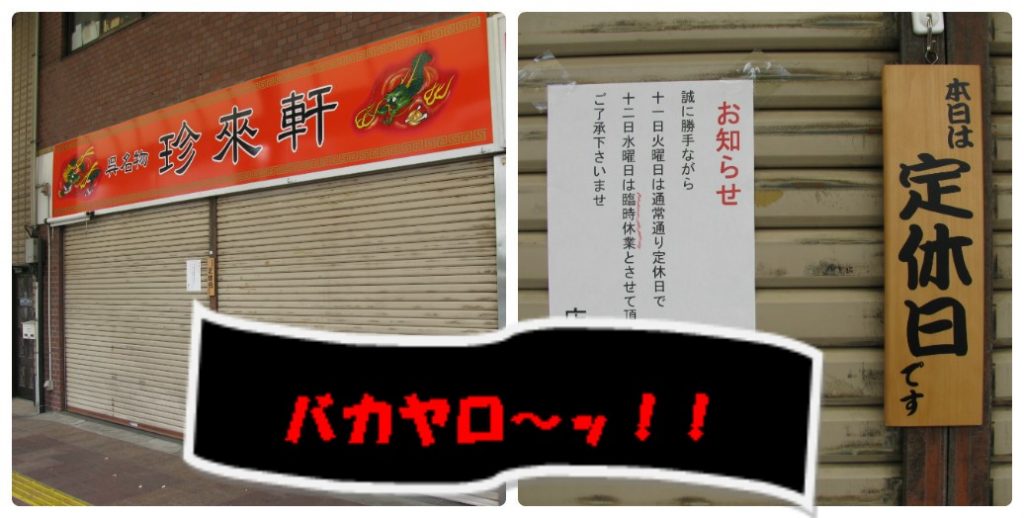 呉名物 珍來軒
お知らせ
誠に勝手ながら
十一日火曜日は通常通り定休日で
十二日水曜日は臨時休業とさせて頂
ご了承下さいませ
本日は
定休日です
バカヤロ～ッ！！